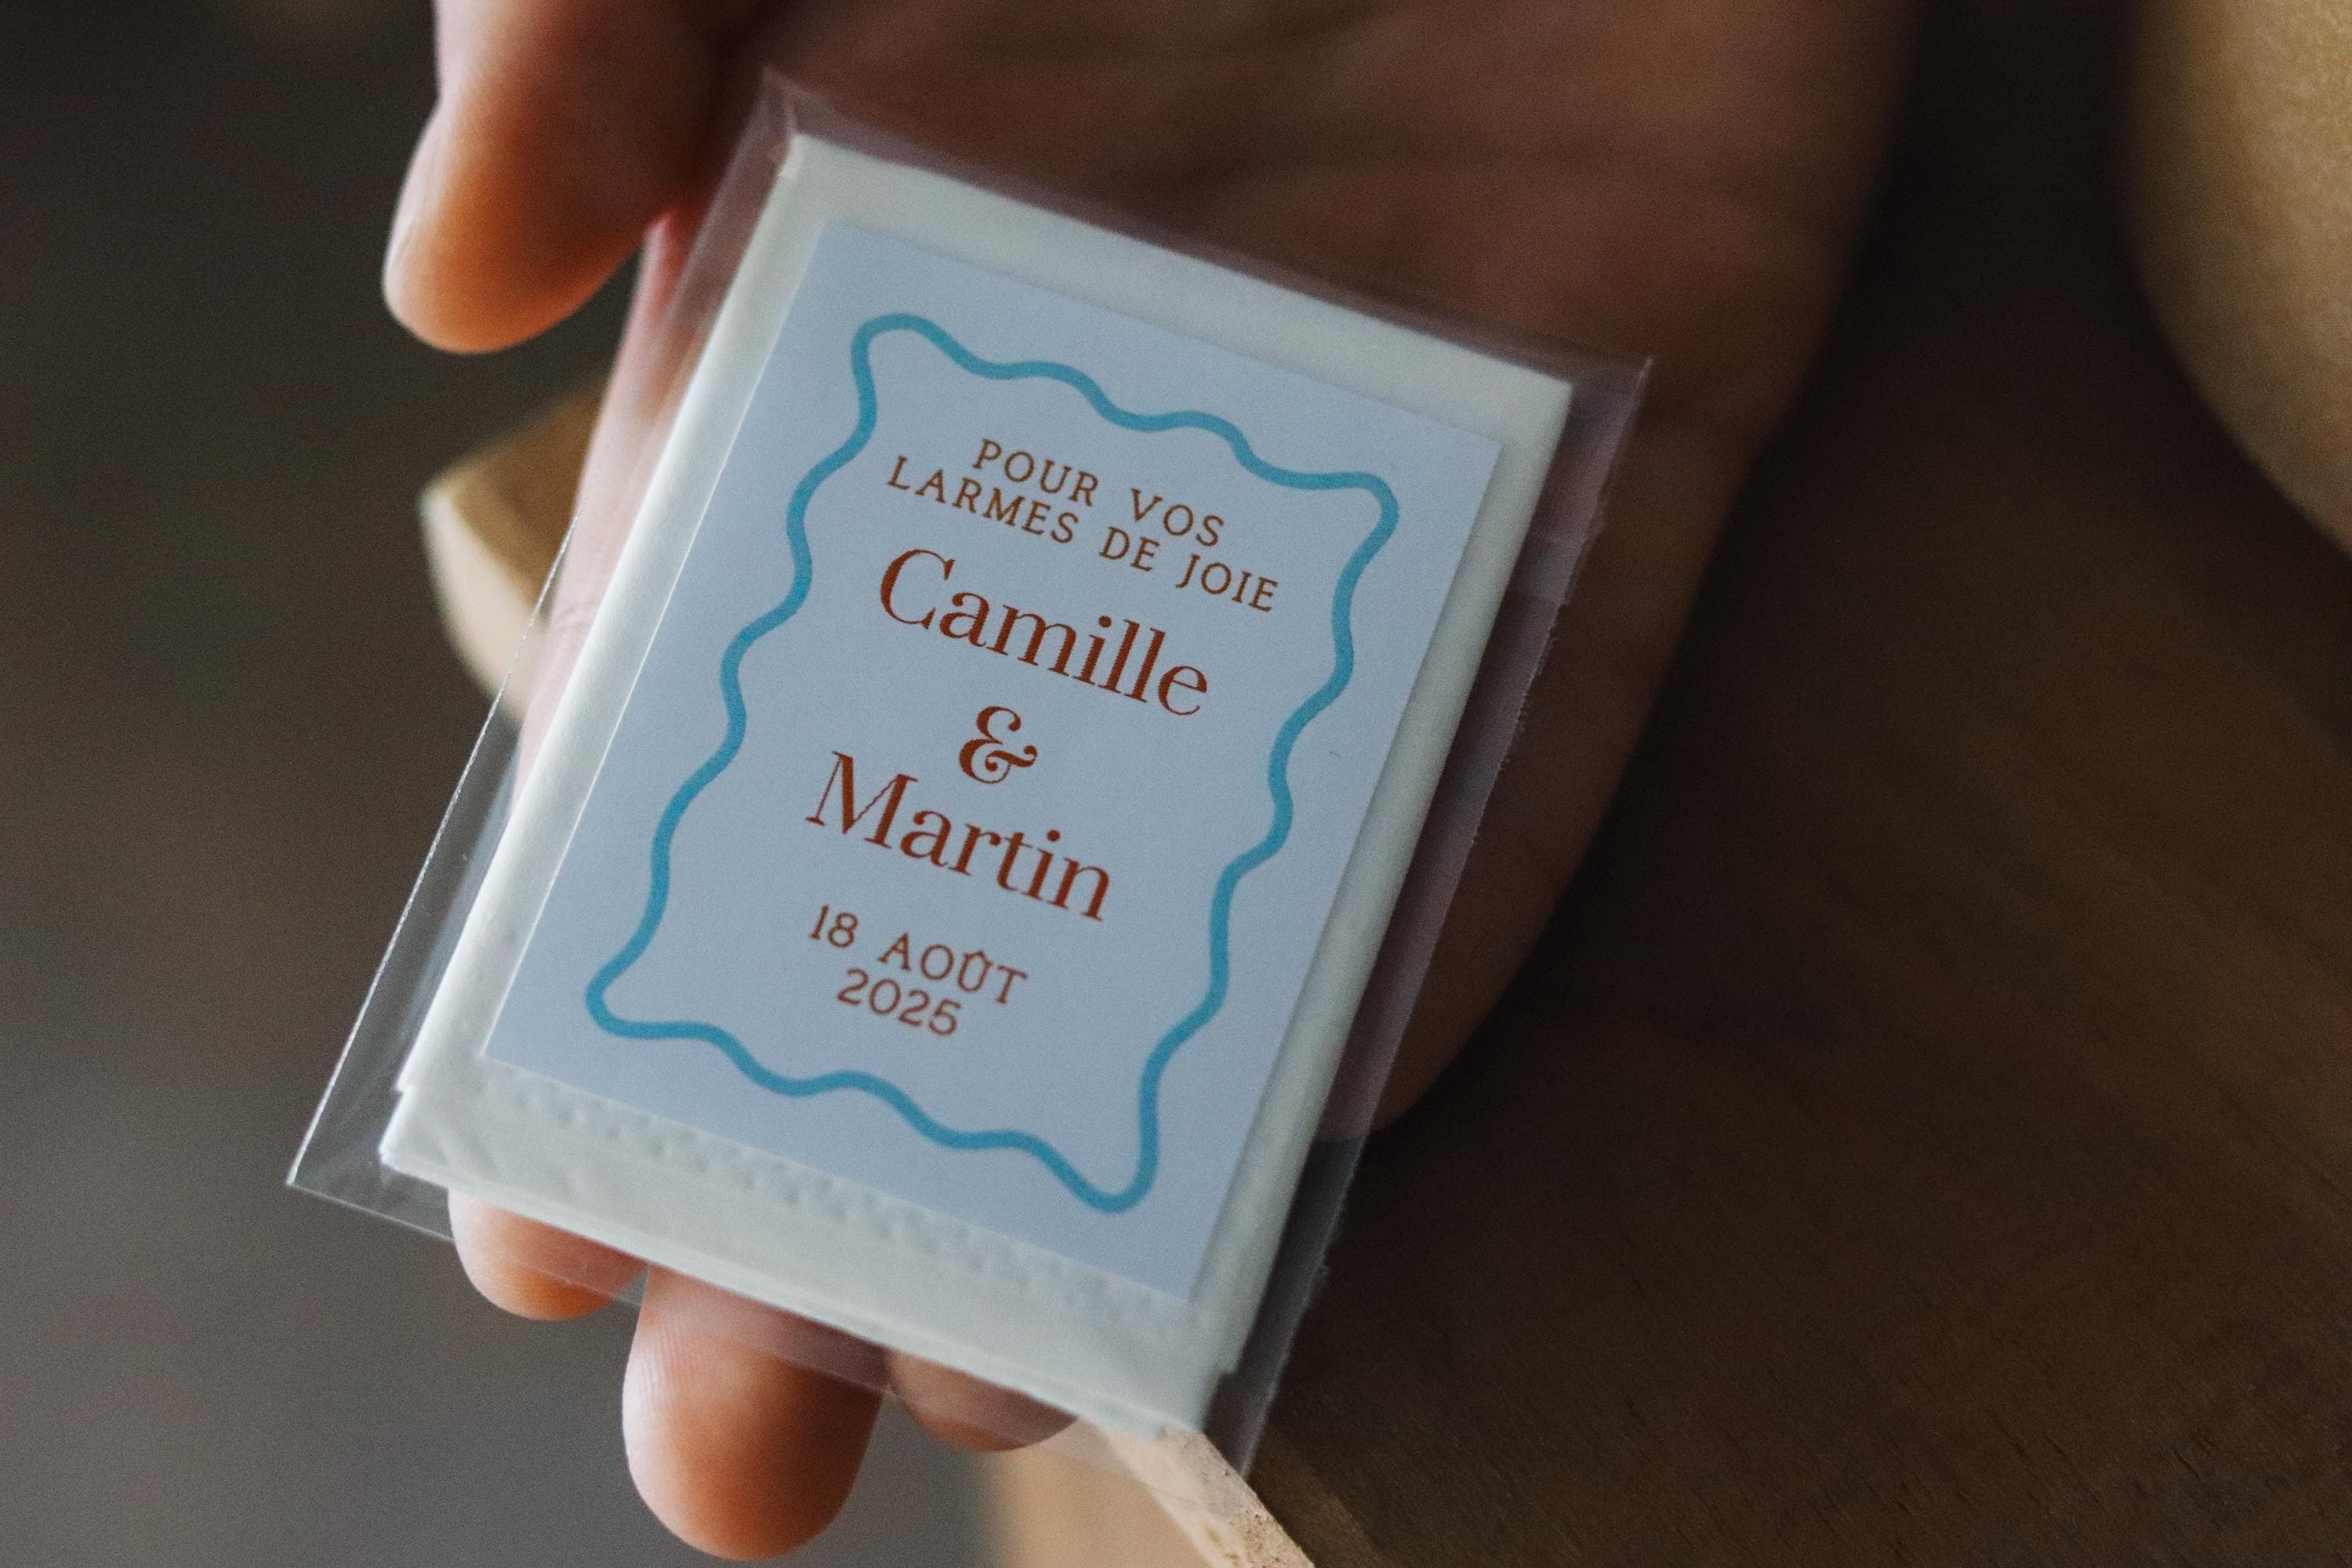 POUR VOS
LARMES DE JOIE
Camille
&
Martin
18 AOÛT
2025